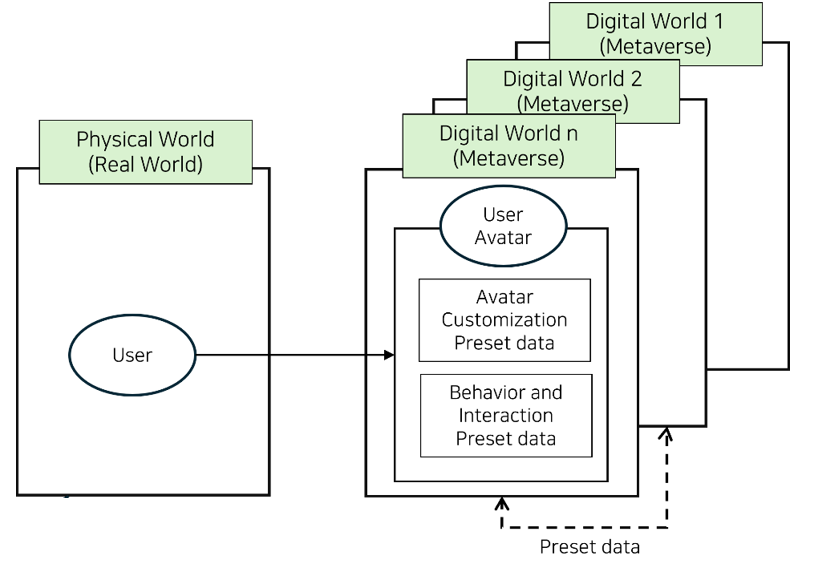 Digital World 1
(Metaverse)
Digital World 2
(Metaverse)
Digital World n
(Metaverse)
Physical World
(Real World)
User
Avatar
Avatar
Customization
Preset data
User
Behavior and
Interaction
Preset data
Preset data